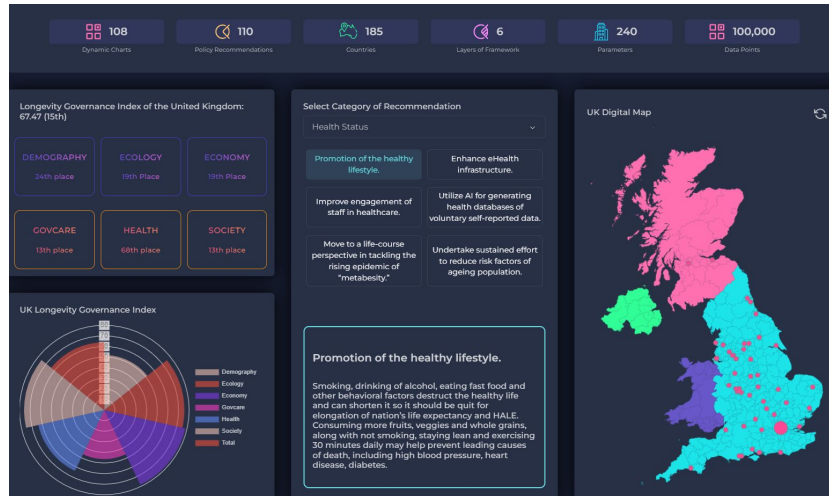 108
Dynamic Charts
110
Policy Recommendations
185
Countries
6
Layers of Framework
240
Parameters
100,000
Data Points
Longevity Governance Index of the United Kingdom:
67.47 (15th)
DEMOGRAPHY
24th place
ECOLOGY
19th Place
ECONOMY
19th Place
GOVCARE
13th place
HEALTH
68th place
SOCIETY
13th place
UK Longevity Governance Index
Demography
Ecology
Economy
Govcare
Health
Society
Total
Select Category of Recommendation
Health Status
Promotion of the healthy
lifestyle.
Enhance eHealth
infrastructure.
Improve engagement of
staff in healthcare.
Utilize AI for generating
health databases of
voluntary self-reported data.
Move to a life-course
perspective in tackling the
rising epidemic of
"metabesity."
Undertake sustained effort
to reduce risk factors of
ageing population.
Promotion of the healthy lifestyle.
Smoking, drinking of alcohol, eating fast food and
other behavioral factors destruct the healthy life
and can shorten it so it should be quit for
elongation of nation's life expectancy and HALE.
Consuming more fruits, veggies and whole grains,
along with not smoking, staying lean and exercising
30 minutes daily may help prevent leading causes
of death, including high blood pressure, heart
disease, diabetes.
UK Digital Map